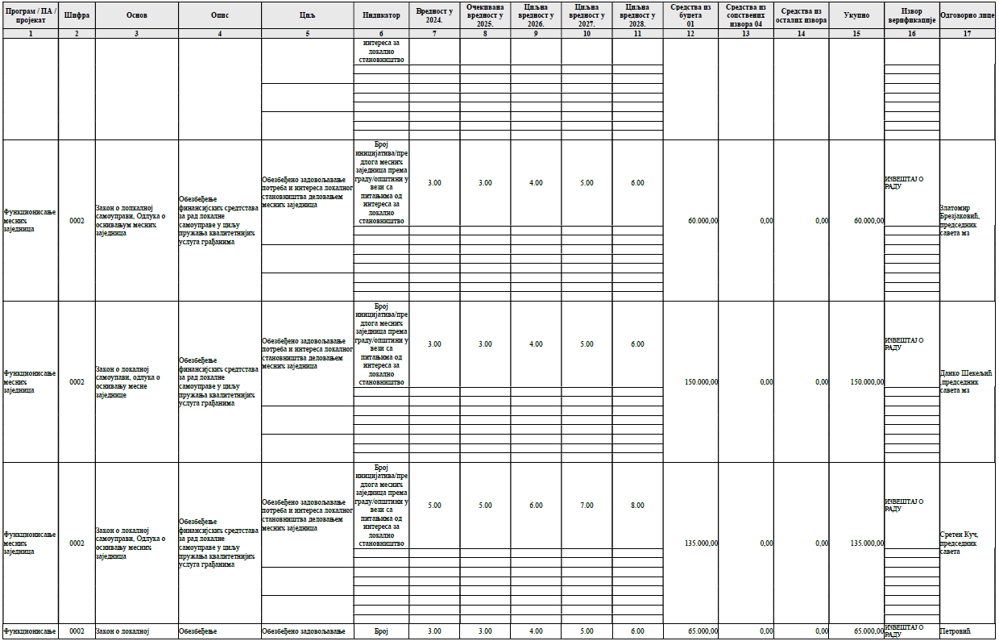 Програм / ПА / пројекат
Шифра
Основ
Опис
Циљ
Индикатор
Вредност у 2024.
Очекивана вредност у 2025.
Циљна вредност у 2026.
Циљна вредност у 2027.
Циљна вредност у 2028.
Средства из буџета 01
Средства из сопствених извора 04
Средства из осталих извора
Укупно
Извор верификације
Одговорно лице
1 2 3 4 5 6 7 8 9 10 11 12 13 14 15 16 17
интереса за
локално
становништво
Функционисање
месних
заједница
0002
Закон о лопкалној
самоуправи, Одлука о
оснивањум месних
заједница
Обезбеђење
финансијских средтстава
за рад локалне
самоуправе у циљу
пружања квалитетнијих
услуга грађанима
Обезбеђено задовољавање
потреба и интереса локалног
становништва деловањем
месних заједница
Број
иницијатива/пре
длога месних
заједница према
граду/општини у
вези са
питањима од
интереса за
локално
становништво
3.00 3.00 4.00 5.00 6.00
60.000,00 0,00 0,00 60.000,00
ИЗВЕШТАЈ О
РАДУ
Златомир
Брезјаковић,
председник
савета мз
Функционисање
месних
заједница
0002
Закон о локалној
самоупави, одлука о
оснивању месне
заједнице
Обезбеђење
финансијских средтстава
за рад локалне
самоуправе у циљу
пружања квалитетнијих
услуга грађанима
Обезбеђено задовољавање
потреба и интереса локалног
становништва деловањем
месних заједница
Број
иницијатива/пре
длога месних
заједница према
граду/општини у
вези са
питањима од
интереса за
локално
становништво
3.00 3.00 4.00 5.00 6.00
150.000,00 0,00 0,00 150.000,00
ИЗВЕШТАЈ О
РАДУ
Данко Шекељић
,председник
савета мз
Функционисање
месних
заједница
0002
Закон о локалној
самоуправи, Одлука о
оснивању месних
заједница
Обезбеђење
финансијских средтстава
за рад локалне
самоуправе у циљу
пружања квалитетнијих
услуга грађанима
Обезбеђено задовољавање
потреба и интереса локалног
становништва деловањем
месних заједница
Број
иницијатива/пре
длога месних
заједница према
граду/општини у
вези са
питањима од
интереса за
локално
становништво
5.00 5.00 6.00 7.00 8.00
135.000,00 0,00 0,00 135.000,00
ИЗВЕШТАЈ О
РАДУ
Сретен Куч,
председник
савета
Функционисање
0002
Закон о локалној
Обезбеђење
Обезбеђено задовољавање
Број
3.00 3.00 4.00 5.00 6.00
65.000,00 0,00 0,00 65.000,00
ИЗВЕШТАЈ О
РАДУ
Петровић